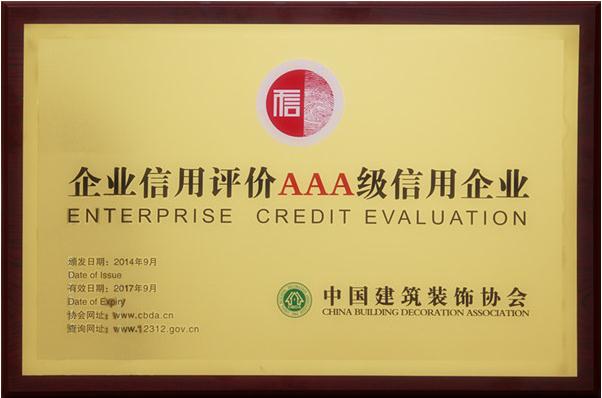 信
企业信用评价AAA级信用企业
ENTERPRISE CREDIT EVALUATION
颁发日期：2014年9月
Date of Issue
有效日期：2017年9月
Date of Expiry
协会网址：www.cbda.cn
查询网址：www.12312.gov.cn
中国建筑装饰协会
CHINA BUILDING DECORATION ASSOCIATION